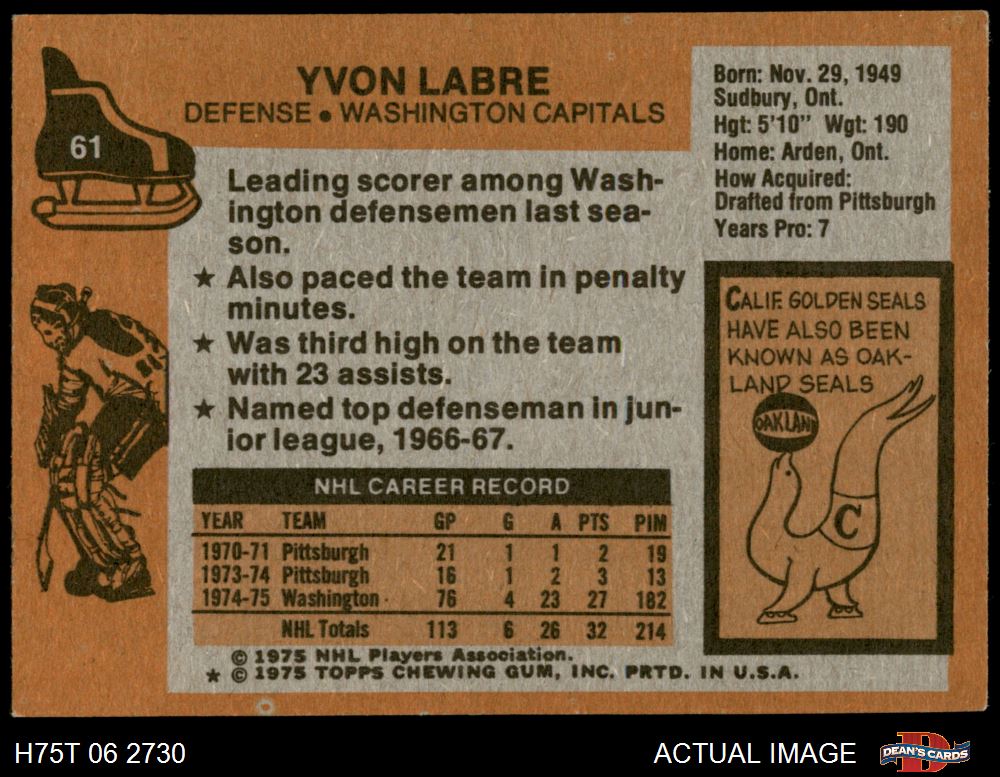 YVON LABRE
DEFENSE • WASHINGTON CAPITALS
61
Born: Nov. 29, 1949
Sudbury, Ont.
Hgt: 5'10" Wgt: 190
Home: Arden, Ont.
How Acquired:
Drafted from Pittsburgh
Years Pro: 7
Leading scorer among Wash-
ington defensemen last sea-
son.
★ Also paced the team in penalty
minutes.
★ Was third high on the team
with 23 assists.
★ Named top defenseman in jun-
ior league, 1966-67.
CALIF. GOLDEN SEALS
HAVE ALSO BEEN
KNOWN AS OAK-
LAND SEALS
OAKLAND
C
NHL CAREER RECORD
YEAR TEAM GP G A PTS PIM
1970-71 Pittsburgh 21 1 1 2 19
1973-74 Pittsburgh 16 1 2 3 13
1974-75 Washington 76 4 23 27 182
NHL Totals 113 6 26 32 214
© 1975 NHL Players Association.
★ © 1975 TOPPS CHEWING GUM, INC. PRTD. IN U.S.A.
H75T 06 2730
ACTUAL IMAGE
DEAN'S CARDS